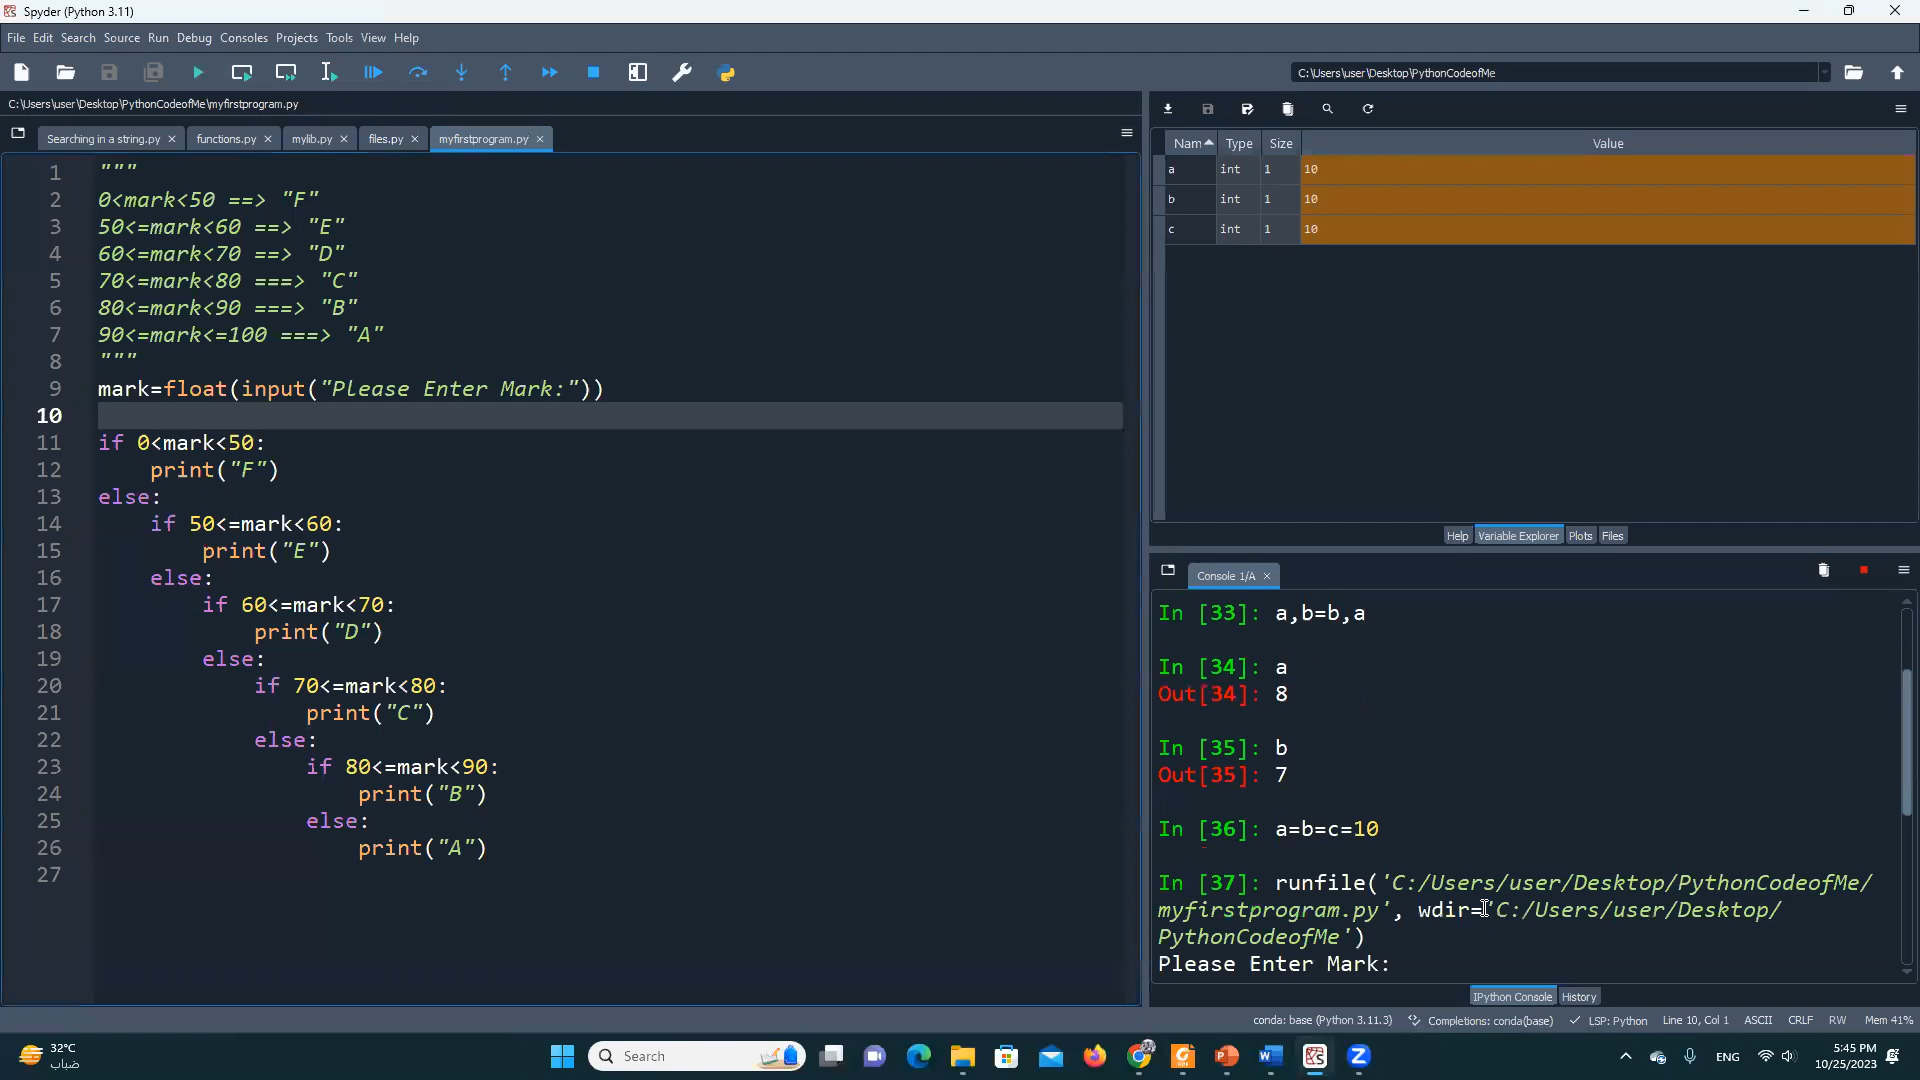 Spyder (Python 3.11)
File Edit Search Source Run Debug Consoles Projects Tools View Help
C:\Users\user\Desktop\PythonCodeofMe
C:\Users\user\Desktop\PythonCodeofMe\myfirstprogram.py
Searching in a string.py functions.py mylib.py files.py myfirstprogram.py
1 """
2 0<mark<50 ==> "F"
3 50<=mark<60 ==> "E"
4 60<=mark<70 ==> "D"
5 70<=mark<80 ===> "C"
6 80<=mark<90 ===> "B"
7 90<=mark<=100 ===> "A"
8 """
9 mark=float(input("Please Enter Mark:"))
10
11 if 0<mark<50:
12 print("F")
13 else:
14 if 50<=mark<60:
15 print("E")
16 else:
17 if 60<=mark<70:
18 print("D")
19 else:
20 if 70<=mark<80:
21 print("C")
22 else:
23 if 80<=mark<90:
24 print("B")
25 else:
26 print("A")
27
Nam Type Size Value
a int 1 10
b int 1 10
c int 1 10
Help Variable Explorer Plots Files
Console 1/A
In [33]: a,b=b,a
In [34]: a
Out[34]: 8
In [35]: b
Out[35]: 7
In [36]: a=b=c=10
In [37]: runfile('C:/Users/user/Desktop/PythonCodeofMe/
myfirstprogram.py', wdir='C:/Users/user/Desktop/
PythonCodeofMe')
Please Enter Mark:
IPython Console History
conda: base (Python 3.11.3) Completions: conda(base) LSP: Python Line 10, Col 1 ASCII CRLF RW Mem 41%
32°C
ضباب
Search
ENG
5:45 PM
10/25/2023